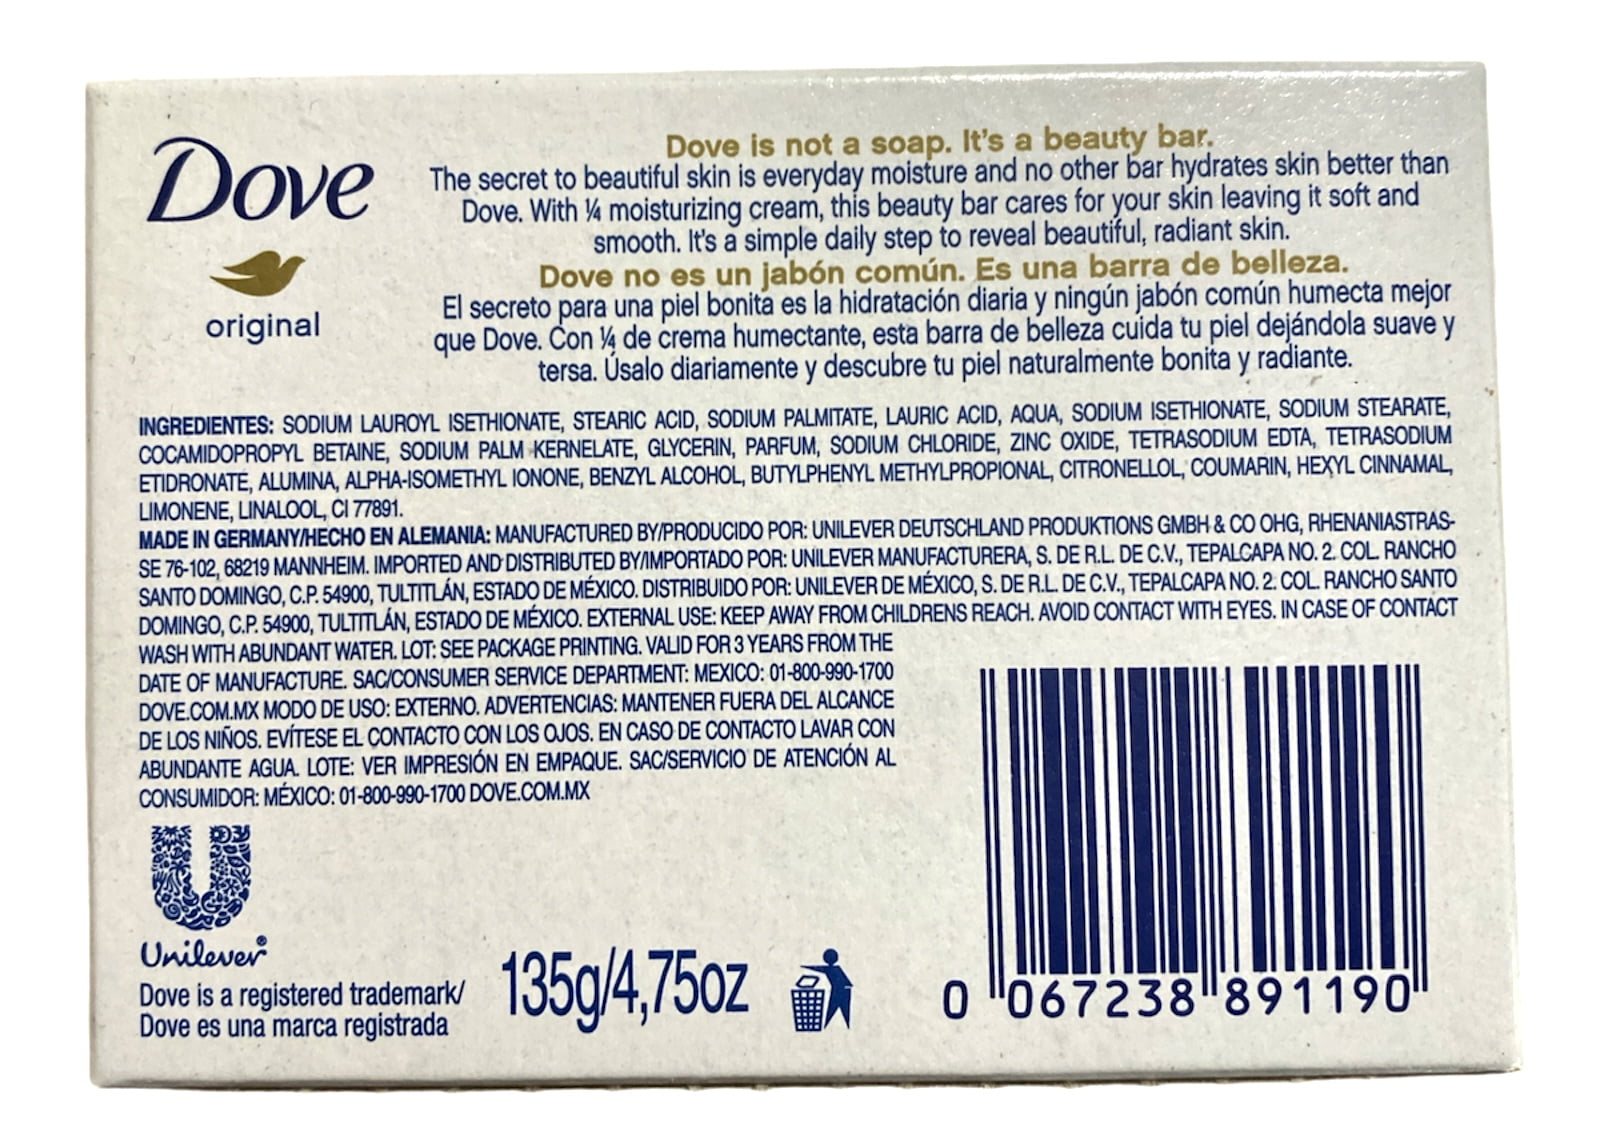 Dove
original
Dove is not a soap. It's a beauty bar.
The secret to beautiful skin is everyday moisture and no other bar hydrates skin better than
Dove. With ¼ moisturizing cream, this beauty bar cares for your skin leaving it soft and
smooth. It's a simple daily step to reveal beautiful, radiant skin.
Dove no es un jabón común. Es una barra de belleza.
El secreto para una piel bonita es la hidratación diaria y ningún jabón común humecta mejor
que Dove. Con ¼ de crema humectante, esta barra de belleza cuida tu piel dejándola suave y
tersa. Úsalo diariamente y descubre tu piel naturalmente bonita y radiante.
INGREDIENTES: SODIUM LAUROYL ISETHIONATE, STEARIC ACID, SODIUM PALMITATE, LAURIC ACID, AQUA, SODIUM ISETHIONATE, SODIUM STEARATE,
COCAMIDOPROPYL BETAINE, SODIUM PALM KERNELATE, GLYCERIN, PARFUM, SODIUM CHLORIDE, ZINC OXIDE, TETRASODIUM EDTA, TETRASODIUM
ETIDRONATE, ALUMINA, ALPHA-ISOMETHYL IONONE, BENZYL ALCOHOL, BUTYLPHENYL METHYLPROPIONAL, CITRONELLOL, COUMARIN, HEXYL CINNAMAL,
LIMONENE, LINALOOL, CI 77891.
MADE IN GERMANY/HECHO EN ALEMANIA: MANUFACTURED BY/PRODUCIDO POR: UNILEVER DEUTSCHLAND PRODUKTIONS GMBH & CO OHG, RHENANIASTRAS-
SE 76-102, 68219 MANNHEIM. IMPORTED AND DISTRIBUTED BY/IMPORTADO POR: UNILEVER MANUFACTURERA, S. DE R.L. DE C.V., TEPALCAPA NO. 2. COL. RANCHO
SANTO DOMINGO, C.P. 54900, TULTITLÁN, ESTADO DE MÉXICO. DISTRIBUIDO POR: UNILEVER DE MÉXICO, S. DE R.L. DE C.V., TEPALCAPA NO. 2. COL. RANCHO SANTO
DOMINGO, C.P. 54900, TULTITLÁN, ESTADO DE MÉXICO. EXTERNAL USE: KEEP AWAY FROM CHILDRENS REACH. AVOID CONTACT WITH EYES. IN CASE OF CONTACT
WASH WITH ABUNDANT WATER. LOT: SEE PACKAGE PRINTING. VALID FOR 3 YEARS FROM THE
DATE OF MANUFACTURE. SAC/CONSUMER SERVICE DEPARTMENT: MEXICO: 01-800-990-1700
DOVE.COM.MX MODO DE USO: EXTERNO. ADVERTENCIAS: MANTENER FUERA DEL ALCANCE
DE LOS NIÑOS. EVÍTESE EL CONTACTO CON LOS OJOS. EN CASO DE CONTACTO LAVAR CON
ABUNDANTE AGUA. LOTE: VER IMPRESIÓN EN EMPAQUE. SAC/SERVICIO DE ATENCIÓN AL
CONSUMIDOR: MÉXICO: 01-800-990-1700 DOVE.COM.MX
Unilever®
Dove is a registered trademark/
Dove es una marca registrada
135g/4,75oz
0 067238 891190